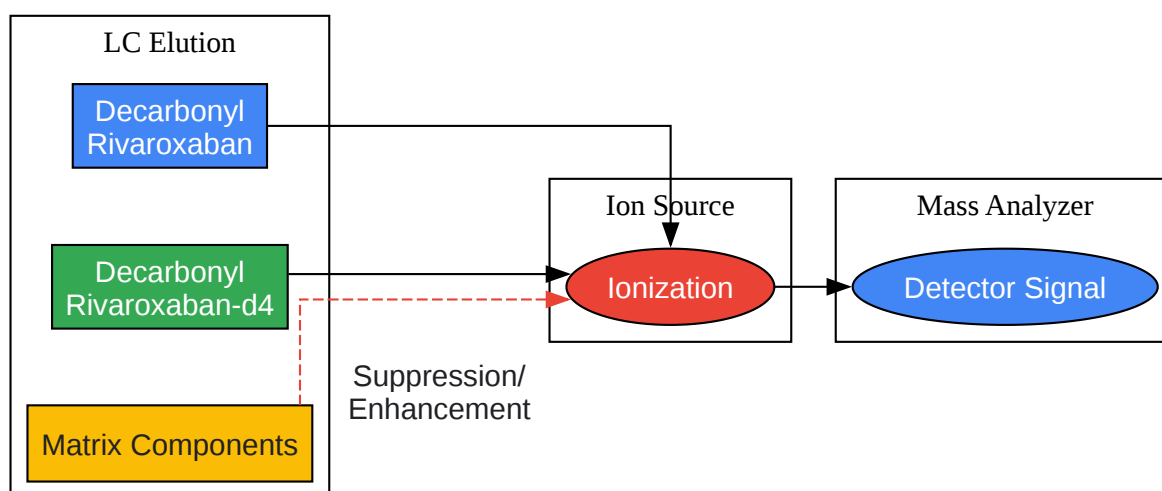 LC Elution
Decarbonyl
Rivaroxaban
Ion Source
Mass Analyzer
Decarbonyl
Rivaroxaban-d4
Ionization
Detector Signal
Suppression/
Enhancement
Matrix Components